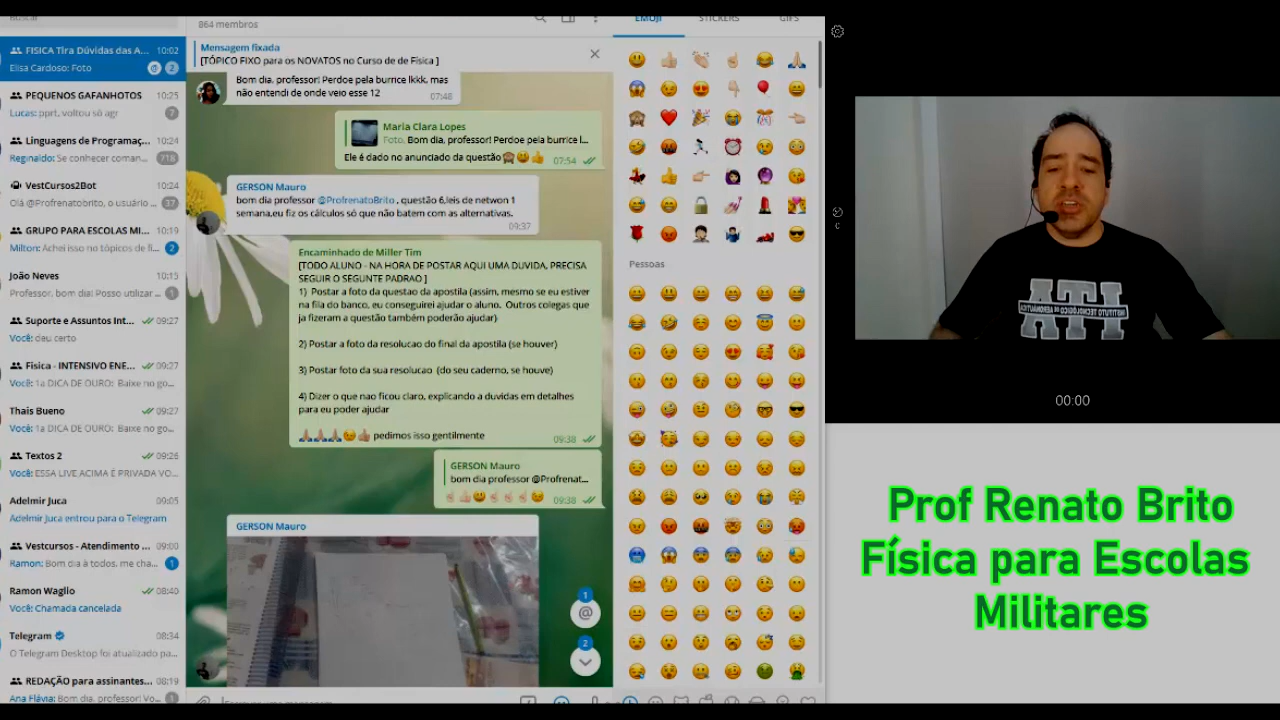 Buscar
FISICA Tira Dúvidas das A... 10:02
Elisa Cardoso: Foto @ 2
PEQUENOS GAFANHOTOS 10:25
Lucas: pprt, voltou só agr 7
Linguagens de Programaç... 10:24
Reginaldo: Se conhecer coman... 718
VestCursos2Bot 10:24
Olá @Profrenatobrito, o usuário ... 37
GRUPO PARA ESCOLAS MI... 10:19
Milton: Achei isso no tópicos de fi... 2
João Neves 10:15
Professor, bom dia! Posso utilizar ... 1
Suporte e Assuntos Int... 09:27
Você: deu certo
Fisica - INTENSIVO ENE... 09:27
Você: 1a DICA DE OURO: Baixe no go...
Thais Bueno 09:27
Você: 1a DICA DE OURO: Baixe no go...
Textos 2 09:26
Você: ESSA LIVE ACIMA É PRIVADA VO...
Adelmir Juca 09:05
Adelmir Juca entrou para o Telegram
Vestcursos - Atendimento ... 09:00
Ramon: Bom dia à todos, me cha... 1
Ramon Waglio 08:40
Você: Chamada cancelada
Telegram 08:34
O Telegram Desktop foi atualizado pa...
REDAÇÃO para assinantes... 08:19
Ana Flávia: Bom dia, professor! Vo... 1
864 membros
Mensagem fixada
[TÓPICO FIXO para os NOVATOS no Curso de de Física ]
Bom dia, professor! Perdoe pela burrice lkkk, mas
não entendi de onde veio esse 12
07:48
Maria Clara Lopes
Foto, Bom dia, professor! Perdoe pela burrice l...
Ele é dado no anunciado da questão
07:54
GERSON Mauro
bom dia professor @ProfrenatoBrito , questão 6,leis de netwon 1
semana,eu fiz os cálculos só que não batem com as alternativas.
09:37
Encaminhado de Miller Tim
[TODO ALUNO - NA HORA DE POSTAR AQUI UMA DUVIDA, PRECISA
SEGUIR O SEGUNTE PADRAO ]
1) Postar a foto da questao da apostila (assim, mesmo se eu estiver
na fila do banco, eu conseguirei ajudar o aluno. Outros colegas que
ja fizeram a questão também poderão ajudar)
2) Postar a foto da resolucao do final da apostila (se houver)
3) Postar foto da sua resolucao (do seu caderno, se houve)
4) Dizer o que nao ficou claro, explicando a duvidas em detalhes
para eu poder ajudar
pedimos isso gentilmente
09:38
GERSON Mauro
bom dia professor @Profrenat...
09:38
GERSON Mauro
1
@
2
EMOJI STICKERS GIFS
Pessoas
ITA
INSTITUTO TECNOLÓGICO DE AERONÁUTICA
00:00
Prof Renato Brito
Física para Escolas
Militares